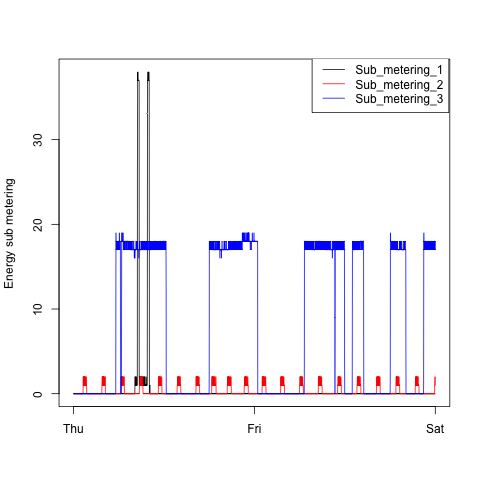 Sub_metering_1
Sub_metering_2
Sub_metering_3
Energy sub metering
30
20
10
0
Thu Fri Sat